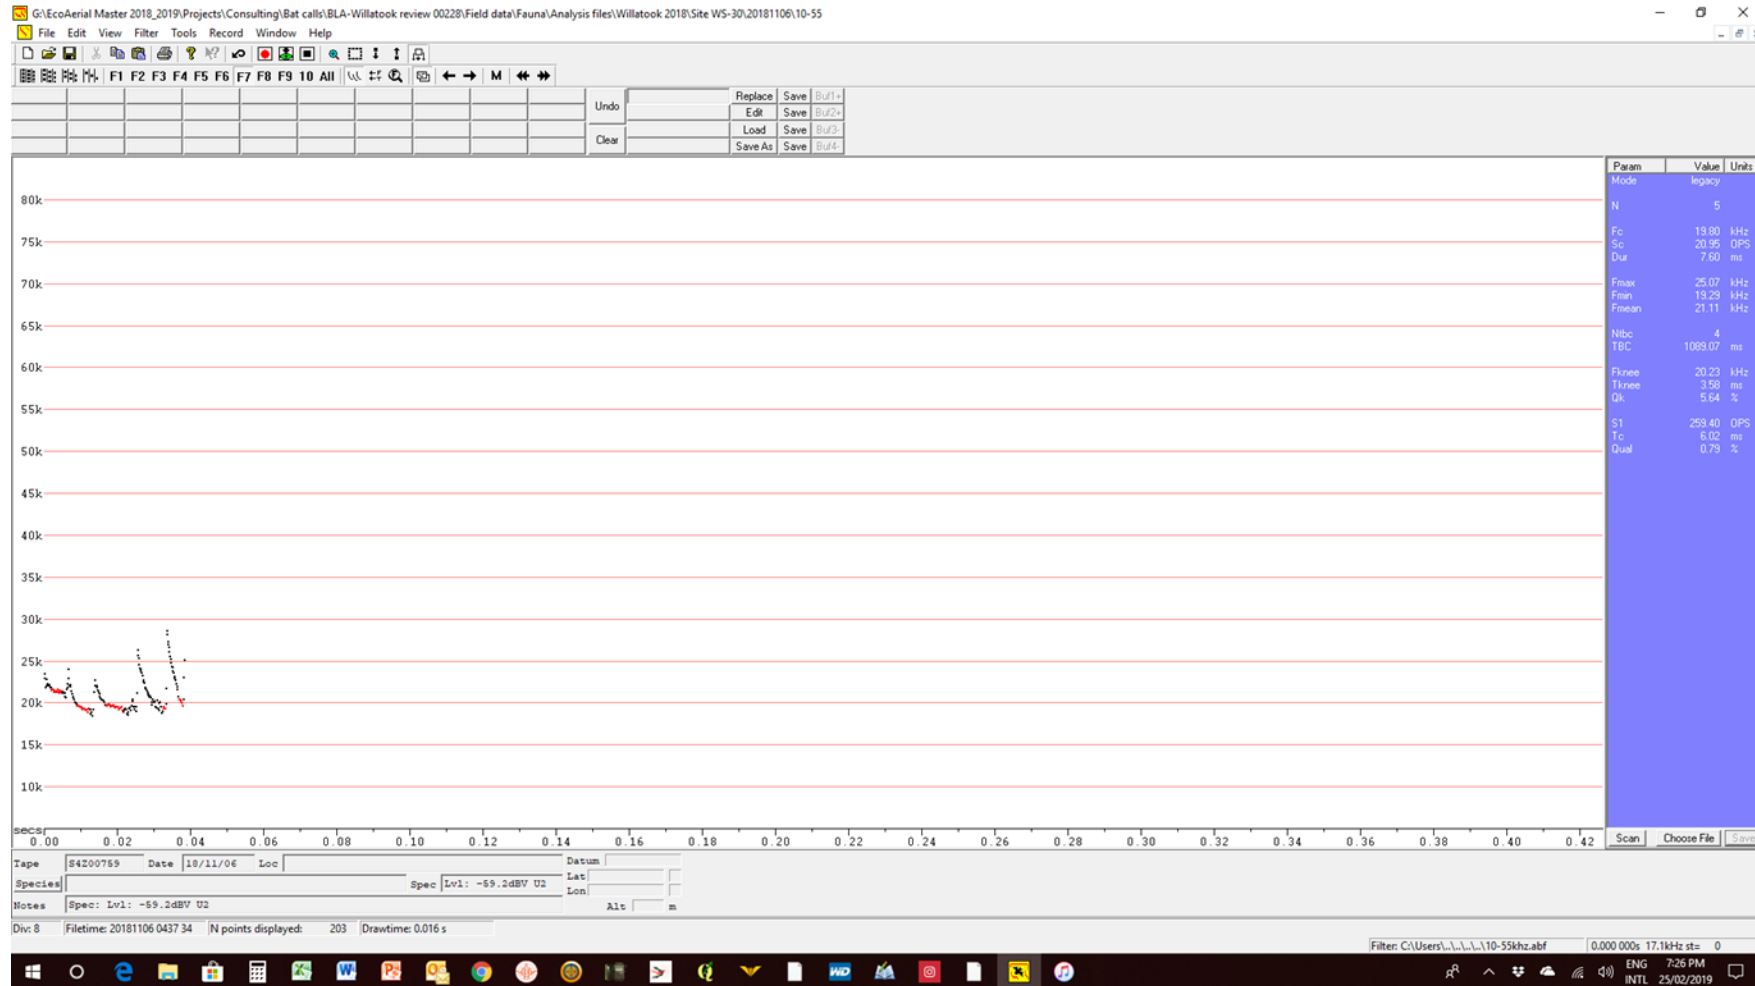 G:\EcoAerial Master 2018_2019\Projects\Consulting\Bat calls\BLA-Willatook review 00228\Field data\Fauna\Analysis files\Willatook 2018\Site WS-30\20181106\10-55
File Edit View Filter Tools Record Window Help
F1 F2 F3 F4 F5 F6 F7 F8 F9 10 All M
Undo Replace Save Buf1+
Edit Save Buf2+
Clear Load Save Buf3-
Save As Save Buf4-
Param Value Units
Mode legacy
N 5
Fc 19.80 kHz
Sc 20.95 OPS
Dur 7.60 ms
Fmax 25.07 kHz
Fmin 19.29 kHz
Fmean 21.11 kHz
Ntbc 4
TBC 1089.07 ms
Fknee 20.23 kHz
Tknee 3.58 ms
Qk 5.64 %
S1 259.40 OPS
Tc 6.02 ms
Qual 0.79 %
80k
75k
70k
65k
60k
55k
50k
45k
40k
35k
30k
25k
20k
15k
10k
secs
0.00 0.02 0.04 0.06 0.08 0.10 0.12 0.14 0.16 0.18 0.20 0.22 0.24 0.26 0.28 0.30 0.32 0.34 0.36 0.38 0.40 0.42
Scan Choose File Save
Tape S4Z00759 Date 18/11/06 Loc Datum
Species Spec Lvl: -59.2dBV U2 Lat
Lon
Notes Spec: Lvl: -59.2dBV U2 Alt m
Div: 8 Filetime: 20181106 0437 34 N points displayed: 203 Drawtime: 0.016 s
Filter: C:\Users\..\..\..\..\10-55khz.abf 0.000 000s 17.1kHz st= 0
ENG 7:26 PM
INTL 25/02/2019